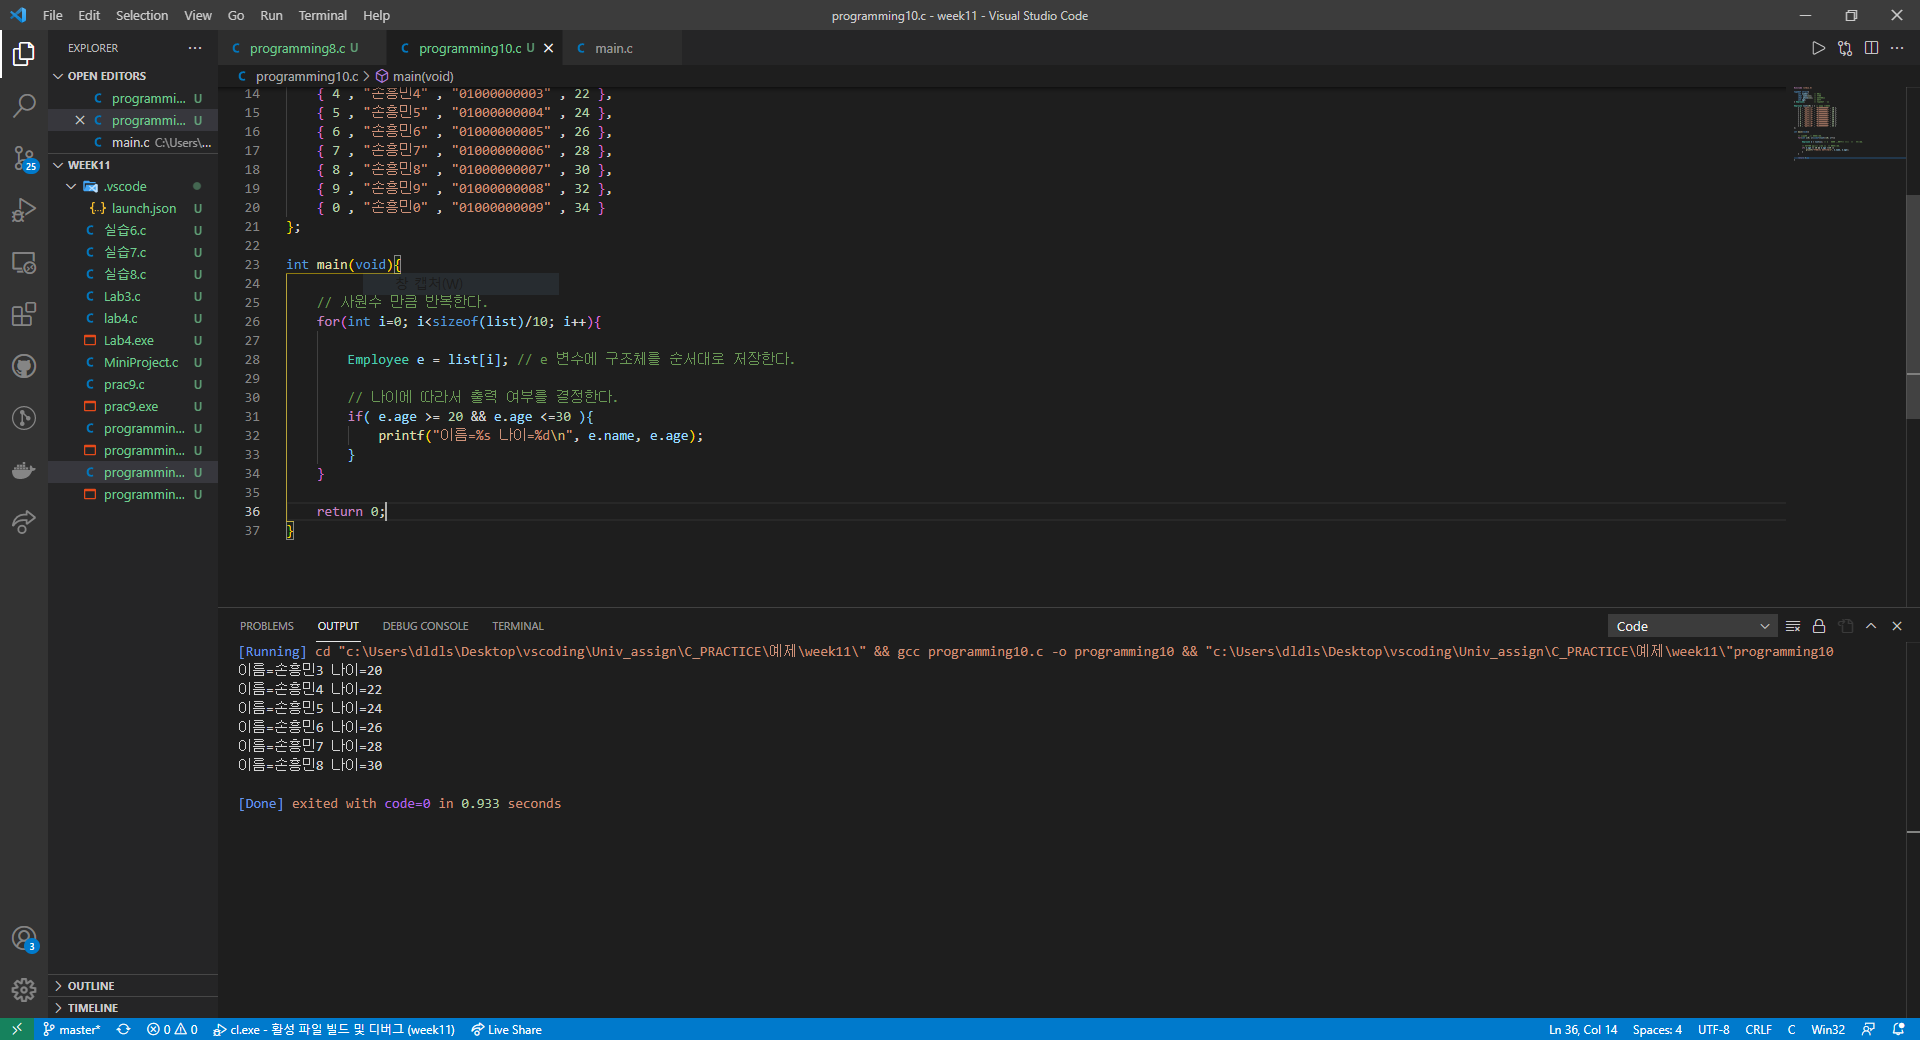 File Edit Selection View Go Run Terminal Help
programming10.c - week11 - Visual Studio Code
EXPLORER
OPEN EDITORS
C programmi... U
C programmi... U
C main.c C:\Users\...
WEEK11
.vscode
{..} launch.json U
C 실습6.c U
C 실습7.c U
C 실습8.c U
C Lab3.c U
C lab4.c U
Lab4.exe U
C MiniProject.c U
C prac9.c U
prac9.exe U
C programmin... U
programmin... U
C programmin... U
programmin... U
OUTLINE
TIMELINE
25
3
C programming8.c U
C programming10.c U
C main.c
C programming10.c > main(void)
14 { 4 , "손흥민4" , "01000000003" , 22 },
15 { 5 , "손흥민5" , "01000000004" , 24 },
16 { 6 , "손흥민6" , "01000000005" , 26 },
17 { 7 , "손흥민7" , "01000000006" , 28 },
18 { 8 , "손흥민8" , "01000000007" , 30 },
19 { 9 , "손흥민9" , "01000000008" , 32 },
20 { 0 , "손흥민0" , "01000000009" , 34 }
21 };
22
23 int main(void){
24
창 캡처(W)
25 // 사원수 만큼 반복한다.
26 for(int i=0; i<sizeof(list)/10; i++){
27
28 Employee e = list[i]; // e 변수에 구조체를 순서대로 저장한다.
29
30 // 나이에 따라서 출력 여부를 결정한다.
31 if( e.age >= 20 && e.age <=30 ){
32 printf("이름=%s 나이=%d\n", e.name, e.age);
33 }
34 }
35
36 return 0;
37 }
PROBLEMS OUTPUT DEBUG CONSOLE TERMINAL
Code
[Running] cd "c:\Users\dldls\Desktop\vscoding\Univ_assign\C_PRACTICE\예제\week11\" && gcc programming10.c -o programming10 && "c:\Users\dldls\Desktop\vscoding\Univ_assign\C_PRACTICE\예제\week11\"programming10
이름=손흥민3 나이=20
이름=손흥민4 나이=22
이름=손흥민5 나이=24
이름=손흥민6 나이=26
이름=손흥민7 나이=28
이름=손흥민8 나이=30
[Done] exited with code=0 in 0.933 seconds
master* 0 0 cl.exe - 활성 파일 빌드 및 디버그 (week11) Live Share
Ln 36, Col 14 Spaces: 4 UTF-8 CRLF C Win32